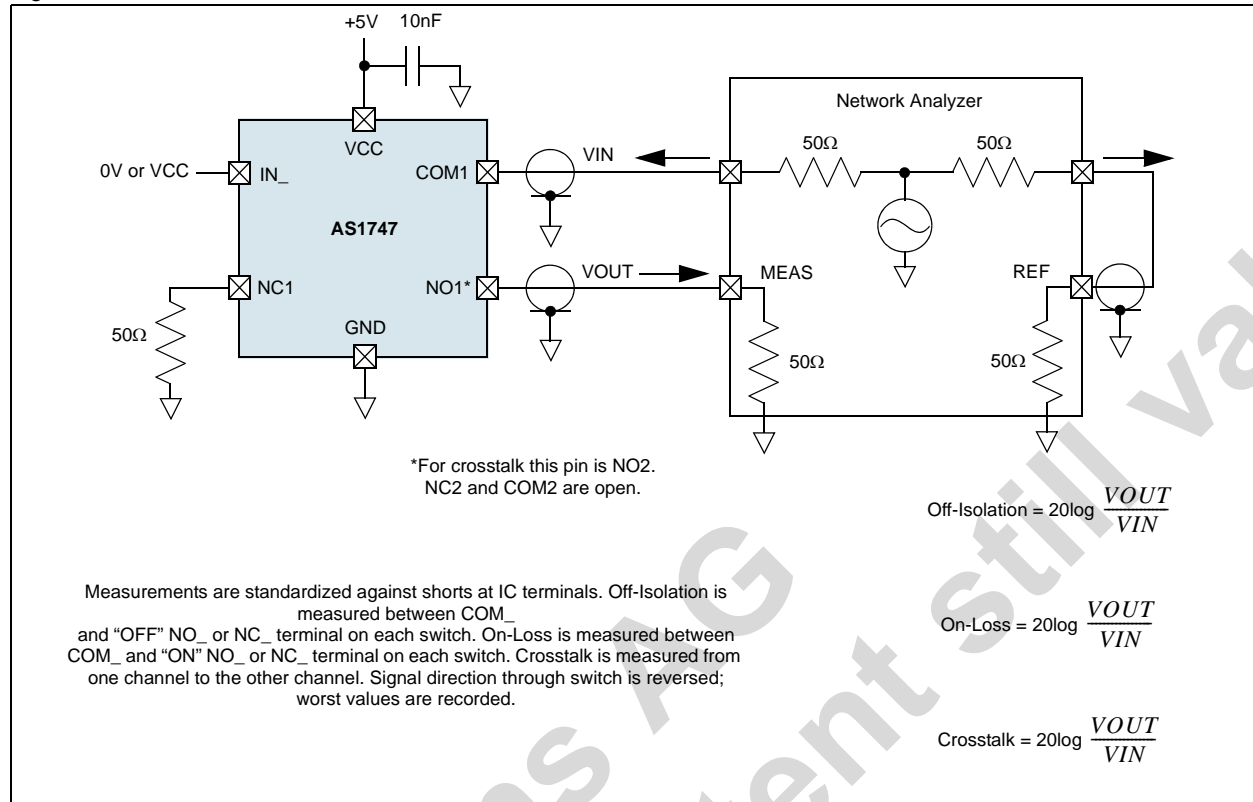 +5V 10nF
Network Analyzer
50Ω 50Ω
VCC
VIN
0V or VCC IN_ COM1
AS1747
VOUT
MEAS REF
NC1 NO1*
GND
50Ω
50Ω 50Ω
*For crosstalk this pin is NO2.
NC2 and COM2 are open.
Off-Isolation = 20log VOUT
VIN
Measurements are standardized against shorts at IC terminals. Off-Isolation is
measured between COM_
and “OFF” NO_ or NC_ terminal on each switch. On-Loss is measured between
COM_ and “ON” NO_ or NC_ terminal on each switch. Crosstalk is measured from
one channel to the other channel. Signal direction through switch is reversed;
worst values are recorded.
On-Loss = 20log VOUT
VIN
Crosstalk = 20log VOUT
VIN
AG
still